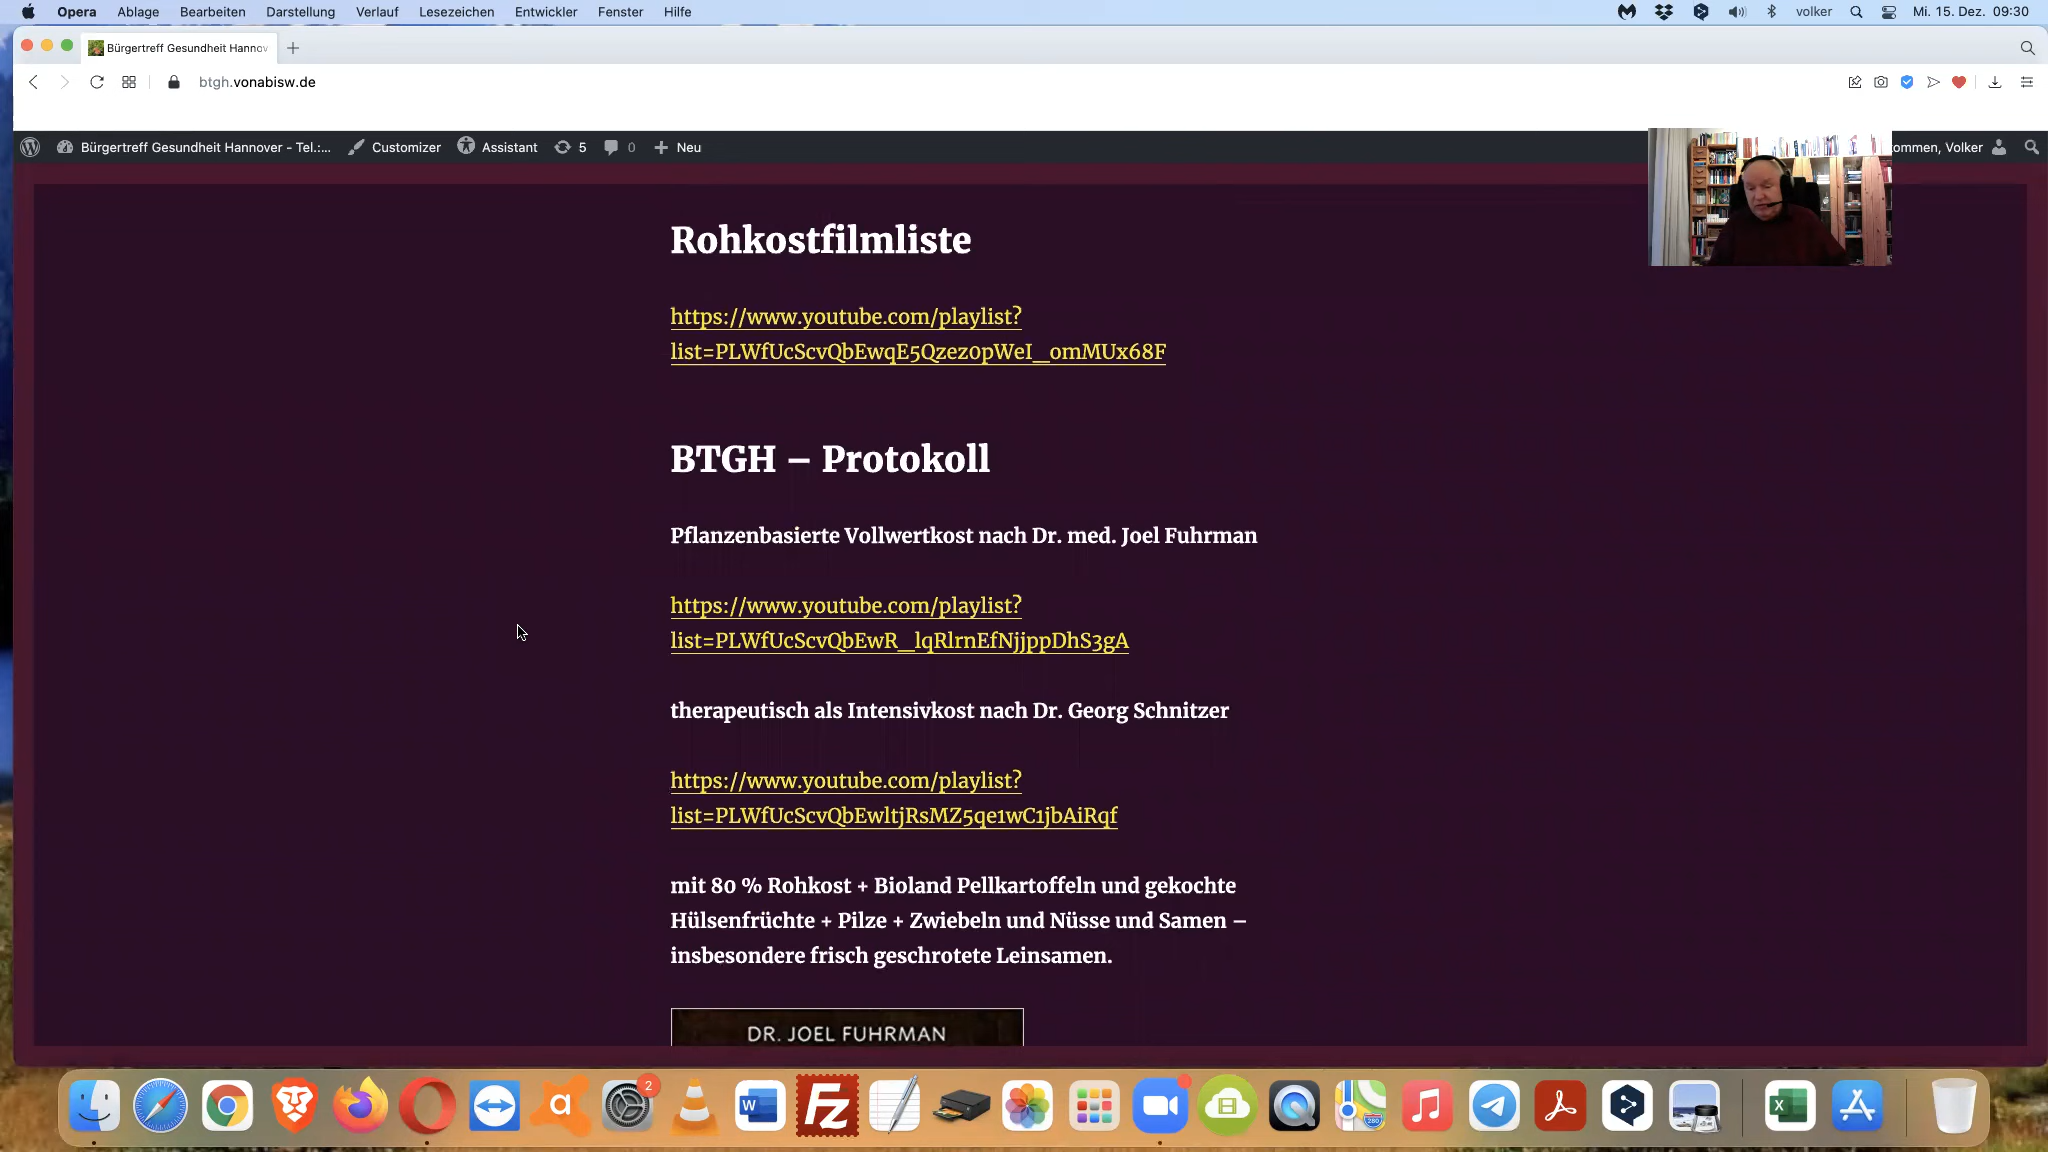 Opera Ablage Bearbeiten Darstellung Verlauf Lesezeichen Entwickler Fenster Hilfe volker Mi. 15. Dez. 09:30
Bürgertreff Gesundheit Hannov
btgh.vonabisw.de
Bürgertreff Gesundheit Hannover - Tel.:... Customizer Assistant 5 0 Neu ommen, Volker
Rohkostfilmliste
https://www.youtube.com/playlist?
list=PLWfUcScvQbEwqE5Qzez0pWeI_omMUx68F
BTGH – Protokoll
Pflanzenbasierte Vollwertkost nach Dr. med. Joel Fuhrman
https://www.youtube.com/playlist?
list=PLWfUcScvQbEwR_lqRlrnEfNjjppDhS3gA
therapeutisch als Intensivkost nach Dr. Georg Schnitzer
https://www.youtube.com/playlist?
list=PLWfUcScvQbEwltjRsMZ5qe1wC1jbAiRqf
mit 80 % Rohkost + Bioland Pellkartoffeln und gekochte
Hülsenfrüchte + Pilze + Zwiebeln und Nüsse und Samen –
insbesondere frisch geschrotete Leinsamen.
DR. JOEL FUHRMAN
2